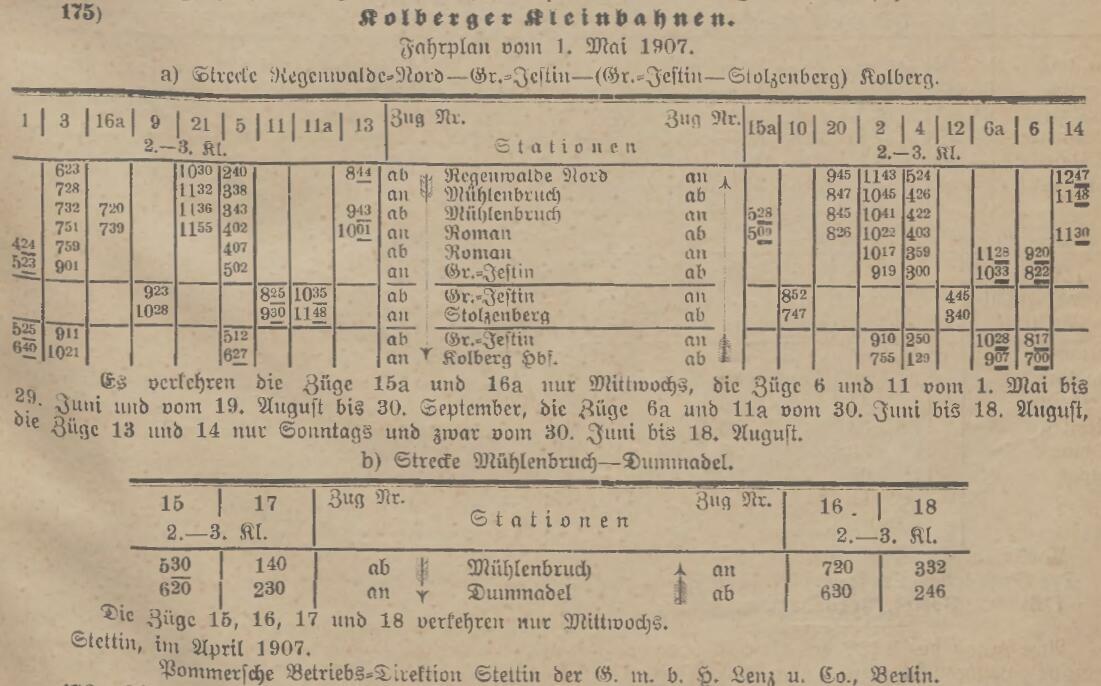 175)
Kolberger Kleinbahnen.
Fahrplan vom 1. Mai 1907.
a) Strecke Regenwalde-Nord—Gr.-Jestin—(Gr.-Jestin—Stolzenberg) Kolberg.
1 | 3 | 16a | 9 | 21 | 5 | 11 | 11a | 13 | Zug Nr. Zug Nr. | 15a | 10 | 20 | 2 | 4 | 12 | 6a | 6 | 14
2.—3. Kl. Stationen 2.—3. Kl.
623 1030 240 844 ab Regenwalde Nord an 945 1143 524 1247
728 1132 338 an Mühlenbruch ab 847 1045 426 1148
732 720 1136 343 943 ab Mühlenbruch an 528 845 1041 422
751 739 1155 402 1001 an Roman ab 509 826 1022 403 1130
424 759 407 ab Roman an 1017 359 1128 920
523 901 502 an Gr.-Jestin ab 919 300 1033 822
923 825 1035 ab Gr.-Jestin an 852 445
1028 930 1148 an Stolzenberg ab 747 340
525 911 512 ab Gr.-Jestin an 910 250 1028 817
640 1021 627 an Kolberg Hbf. ab 755 129 907 700
Es verkehren die Züge 15a und 16a nur Mittwochs, die Züge 6 und 11 vom 1. Mai bis
29. Juni und vom 19. August bis 30. September, die Züge 6a und 11a vom 30. Juni bis 18. August,
die Züge 13 und 14 nur Sonntags und zwar vom 30. Juni bis 18. August.
b) Strecke Mühlenbruch—Dummadel.
15 | 17 | Zug Nr. Zug Nr. | 16. | 18
2.—3. Kl. Stationen 2.—3. Kl.
530 140 ab Mühlenbruch an 720 332
620 230 an Dummadel ab 630 246
Die Züge 15, 16, 17 und 18 verkehren nur Mittwochs.
Stettin, im April 1907.
Pommersche Betriebs-Direktion Stettin der G. m. b. H. Lenz u. Co., Berlin.